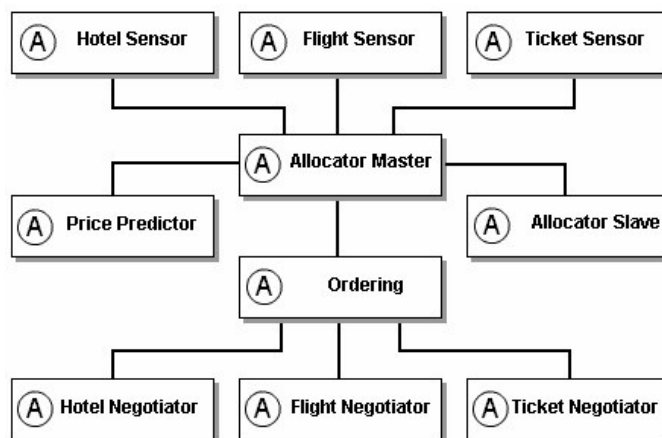 A Hotel Sensor
A Flight Sensor
A Ticket Sensor
A Allocator Master
A Price Predictor
A Allocator Slave
A Ordering
A Hotel Negotiator
A Flight Negotiator
A Ticket Negotiator